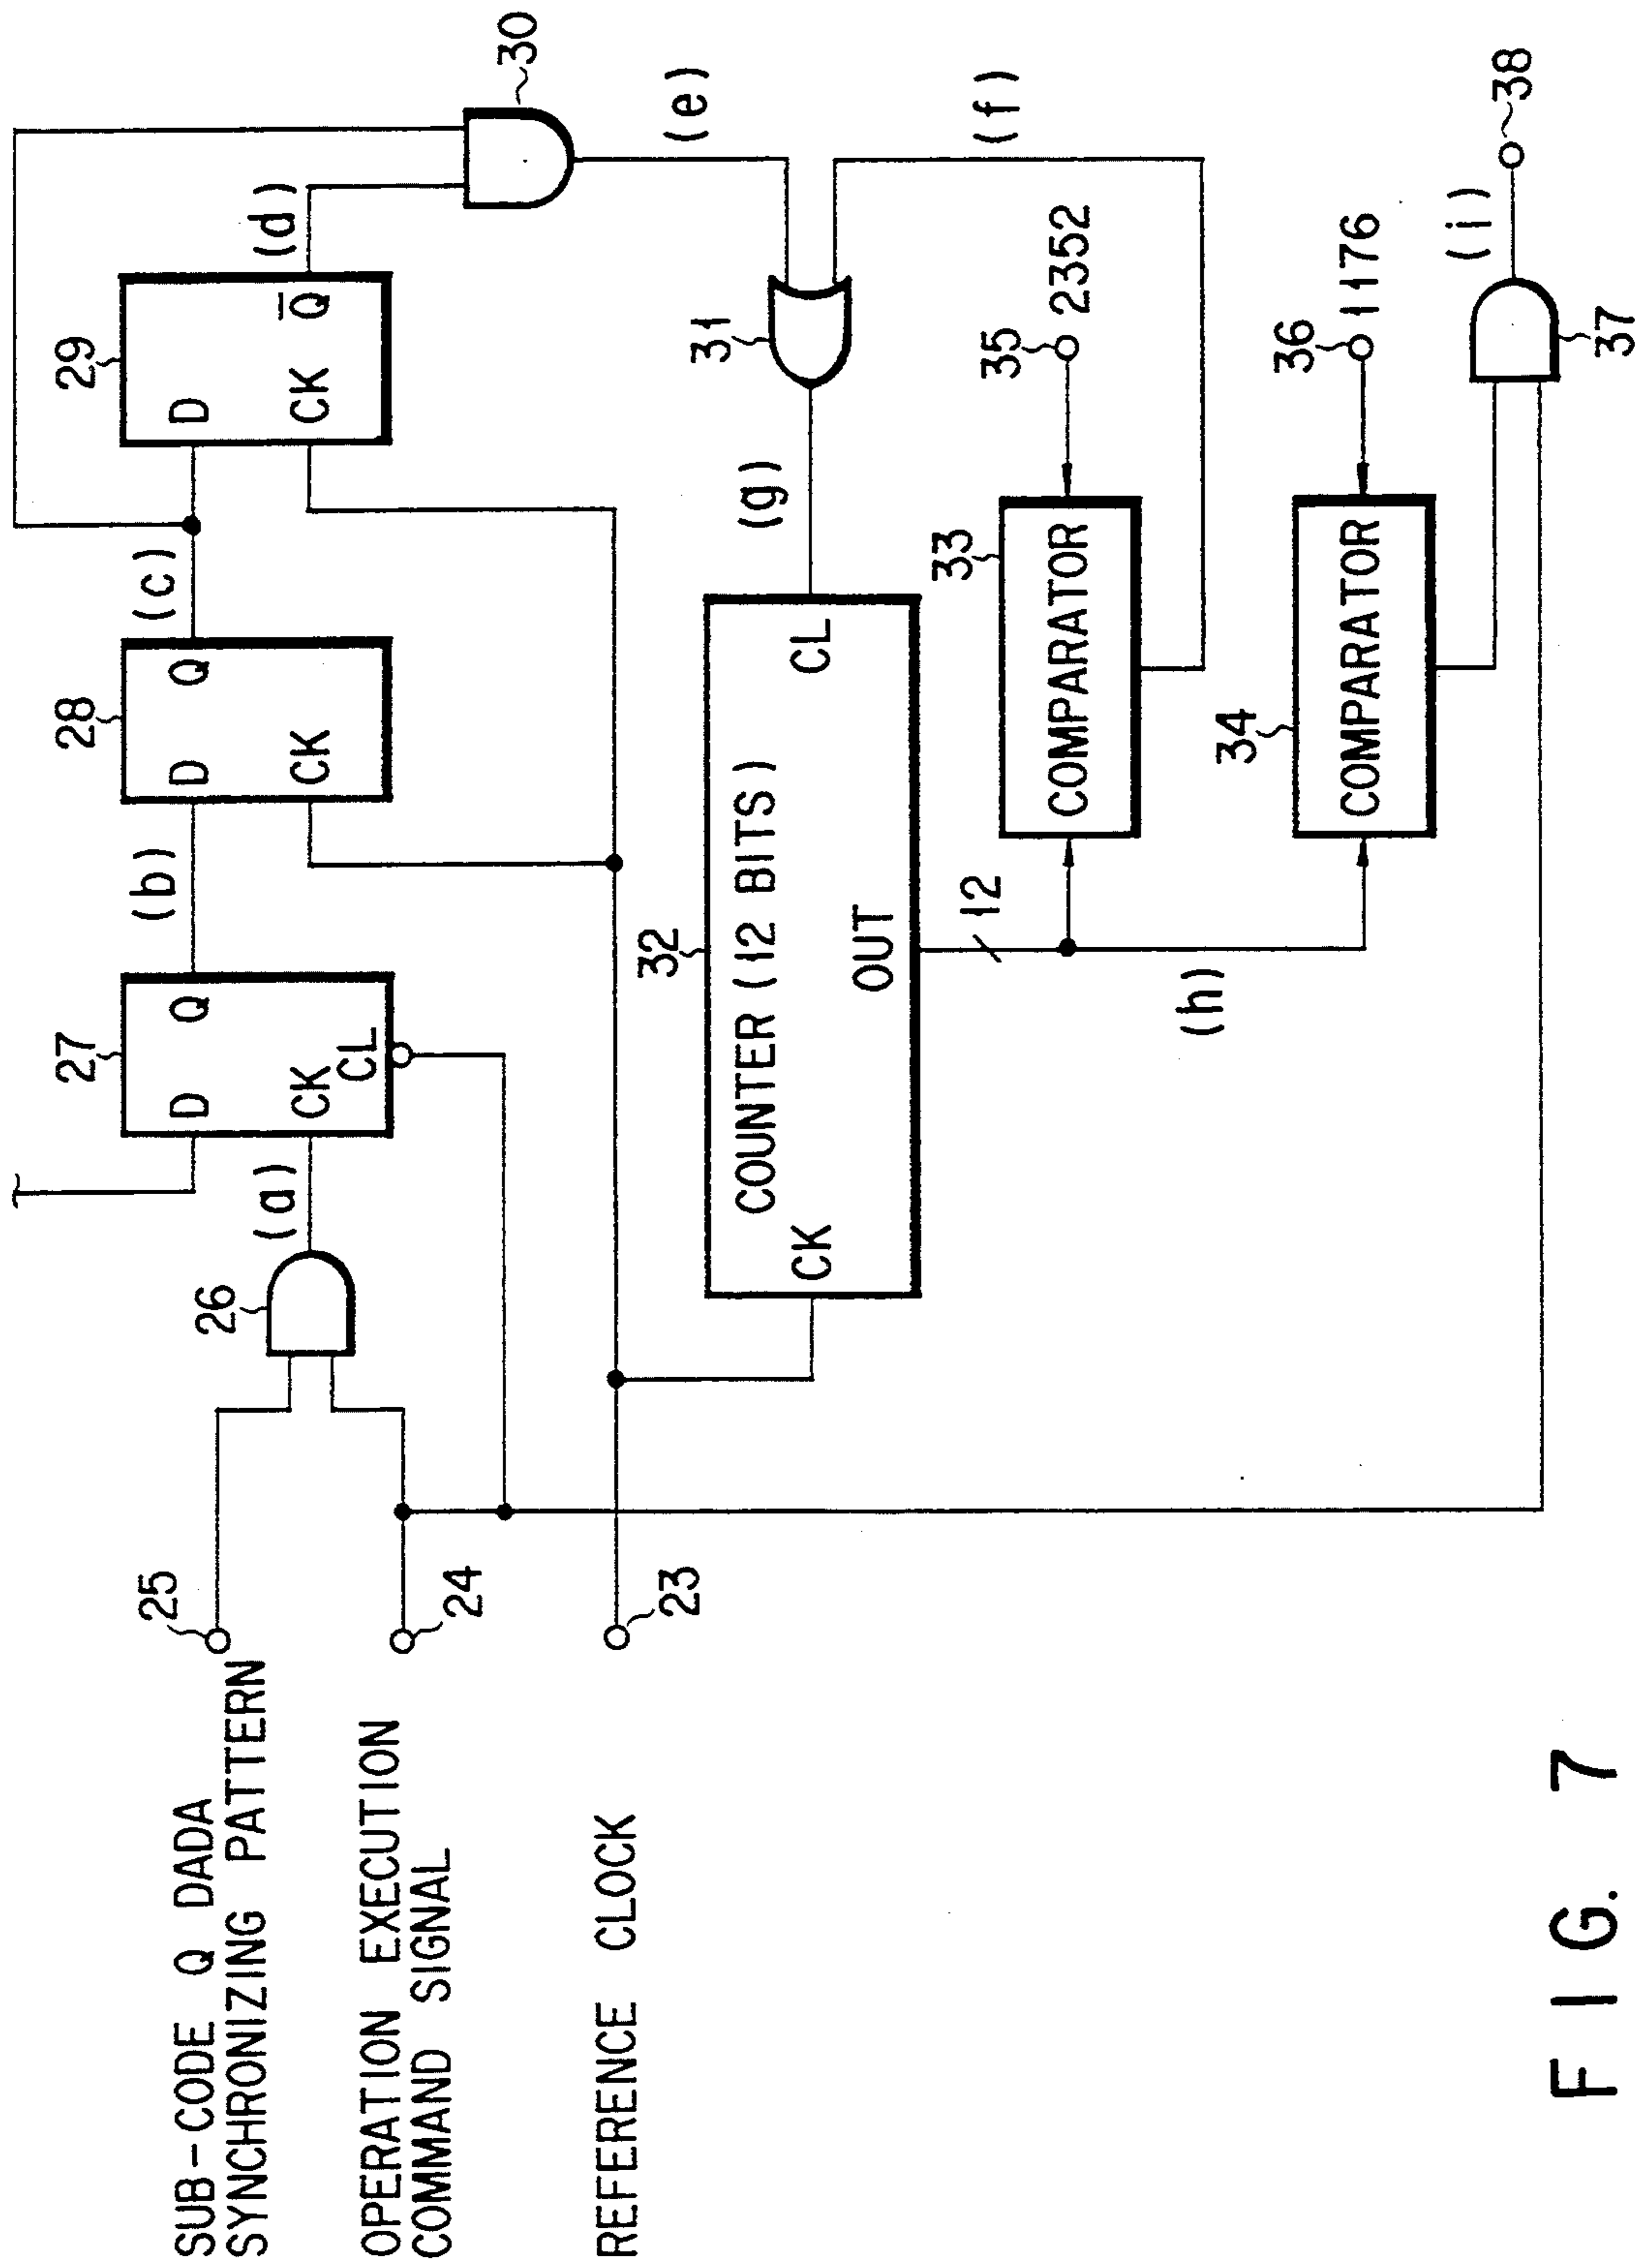 SUB-CODE Q DADA
SYNCHRONIZING PATTERN
25
OPERATION EXECUTION
COMMAND SIGNAL
24
REFERENCE CLOCK
23
26
(a)
27
D
Q
CK
CL
(b)
28
D
Q
CK
(c)
29
D
Q̅
CK
(d)
30
(e)
(f)
31
(g)
32
COUNTER (12 BITS)
CK
CL
OUT
12
(h)
33
COMPARATOR
35
2352
34
COMPARATOR
36
1176
37
(i)
38
FIG. 7